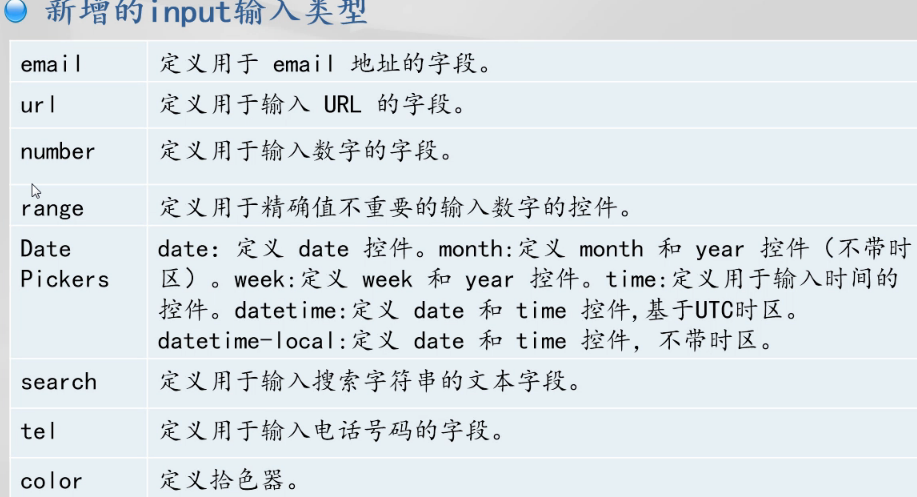 新增的input输入类型
email 定义用于 email 地址的字段。
url 定义用于输入 URL 的字段。
number 定义用于输入数字的字段。
range 定义用于精确值不重要的输入数字的控件。
Date Pickers
date: 定义 date 控件。month:定义 month 和 year 控件（不带时
区）。week:定义 week 和 year 控件。time:定义用于输入时间的
控件。datetime:定义 date 和 time 控件,基于UTC时区。
datetime-local:定义 date 和 time 控件, 不带时区。
search 定义用于输入搜索字符串的文本字段。
tel 定义用于输入电话号码的字段。
color 定义拾色器。